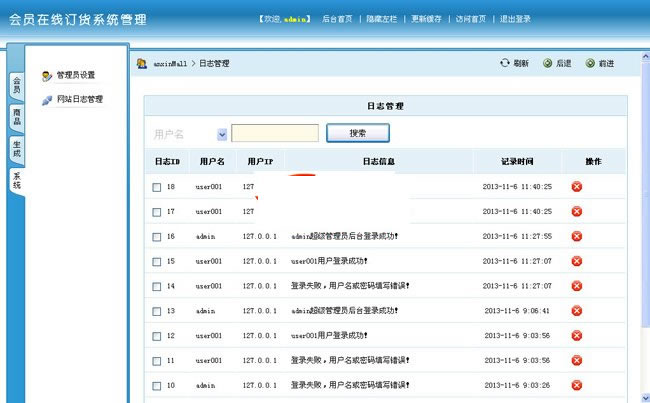 会员在线订货系统管理
【欢迎,admin】 后台首页 | 隐藏左栏 | 更新缓存 | 访问首页 | 退出登录
会员
商品
生成
系统
管理员设置
网站日志管理
anxinMall > 日志管理 刷新 后退 前进
日志管理
用户名 搜索
日志ID 用户名 用户IP 日志信息 记录时间 操作
18 user001 127 2013-11-6 11:40:25
17 user001 127 2013-11-6 11:40:25
16 admin 127.0.0.1 admin超级管理员后台登录成功! 2013-11-6 11:27:55
15 user001 127.0.0.1 user001用户登录成功! 2013-11-6 11:27:07
14 user001 127.0.0.1 登录失败,用户名或密码填写错误! 2013-11-6 11:27:07
13 admin 127.0.0.1 admin超级管理员后台登录成功! 2013-11-6 9:06:41
12 user001 127.0.0.1 user001用户登录成功! 2013-11-6 9:03:56
11 user001 127.0.0.1 登录失败,用户名或密码填写错误! 2013-11-6 9:03:56
10 admin 127.0.0.1 登录失败,用户名或密码填写错误! 2013-11-6 9:03:26